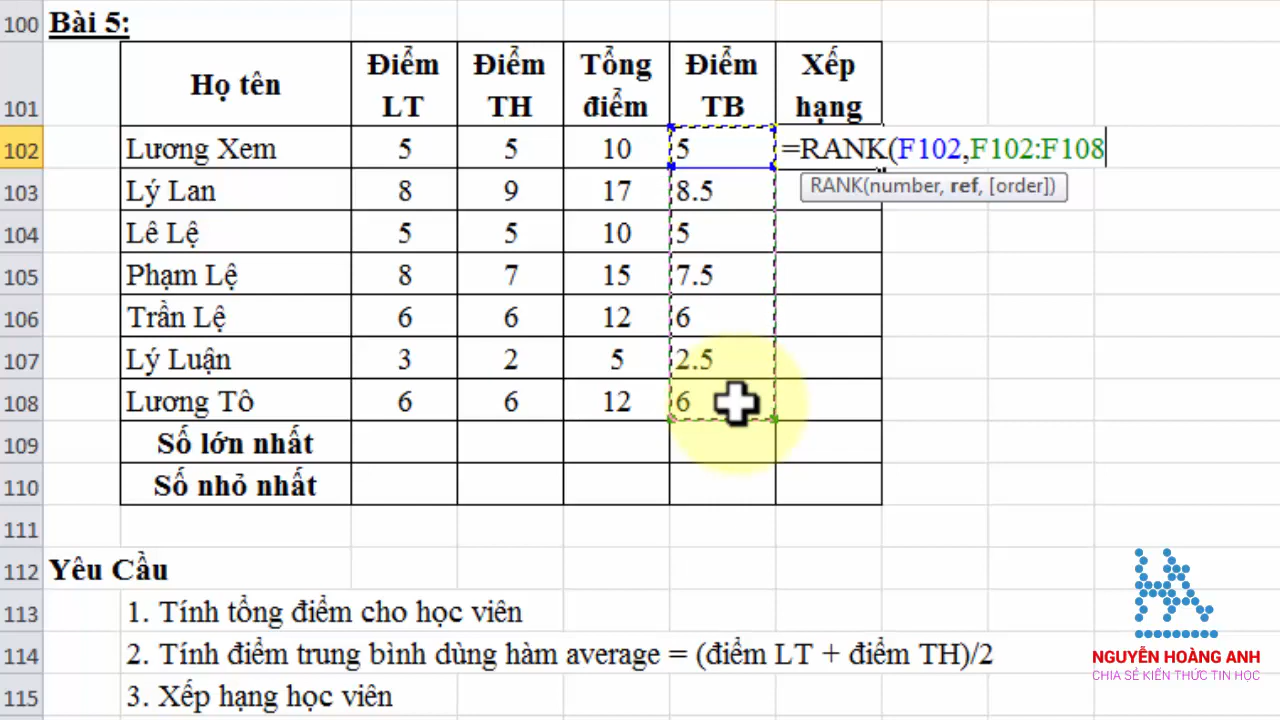 100 Bài 5:
101 Họ tên Điểm LT Điểm TH Tổng điểm Điểm TB Xếp hạng
102 Lương Xem 5 5 10 5 =RANK(F102,F102:F108
RANK(number, ref, [order])
103 Lý Lan 8 9 17 8.5
104 Lê Lệ 5 5 10 5
105 Phạm Lệ 8 7 15 7.5
106 Trần Lệ 6 6 12 6
107 Lý Luận 3 2 5 2.5
108 Lương Tô 6 6 12 6
109 Số lớn nhất
110 Số nhỏ nhất
111
112 Yêu Cầu
113 1. Tính tổng điểm cho học viên
114 2. Tính điểm trung bình dùng hàm average = (điểm LT + điểm TH)/2
115 3. Xếp hạng học viên
NGUYỄN HOÀNG ANH
CHIA SẺ KIẾN THỨC TIN HỌC